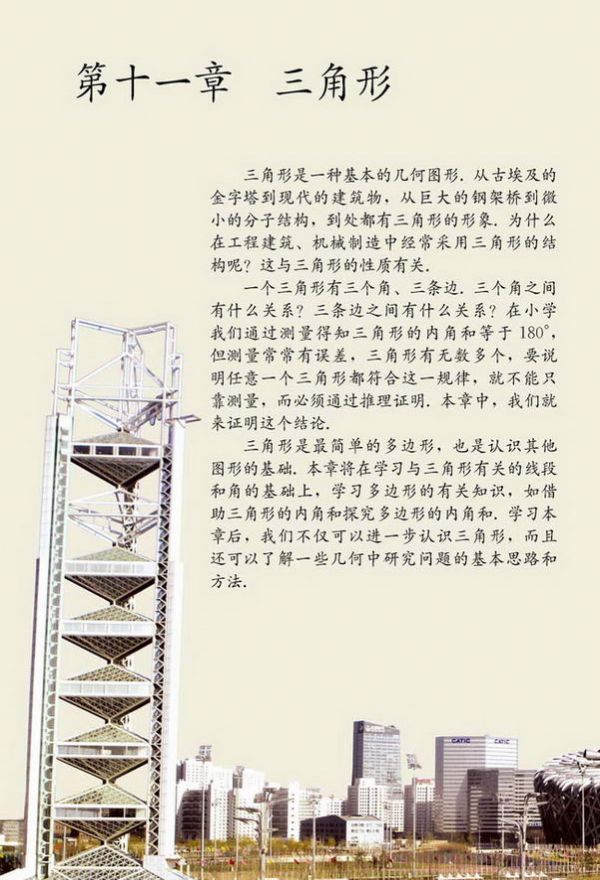 第十一章 三角形
三角形是一种基本的几何图形. 从古埃及的
金字塔到现代的建筑物, 从巨大的钢架桥到微
小的分子结构, 到处都有三角形的形象. 为什么
在工程建筑、机械制造中经常采用三角形的结
构呢? 这与三角形的性质有关.
一个三角形有三个角、三条边. 三个角之间
有什么关系? 三条边之间有什么关系? 在小学
我们通过测量得知三角形的内角和等于 180°,
但测量常常有误差, 三角形有无数多个, 要说
明任意一个三角形都符合这一规律, 就不能只
靠测量, 而必须通过推理证明. 本章中, 我们就
来证明这个结论.
三角形是最简单的多边形, 也是认识其他
图形的基础. 本章将在学习与三角形有关的线段
和角的基础上, 学习多边形的有关知识, 如借
助三角形的内角和探究多边形的内角和. 学习本
章后, 我们不仅可以进一步认识三角形, 而且
还可以了解一些几何中研究问题的基本思路和
方法.
CATIC